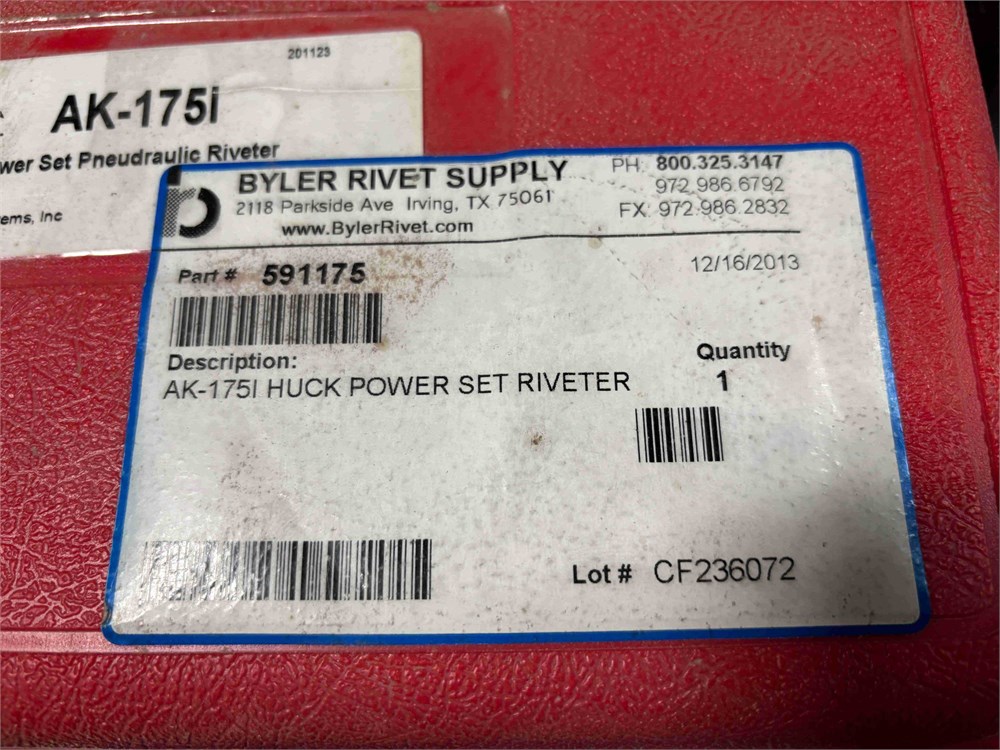 201123
AK-175i
wer Set Pneudraulic Riveter
ems, Inc
BYLER RIVET SUPPLY
2118 Parkside Ave Irving, TX 75061
www.BylerRivet.com
PH: 800.325.3147
972.986.6792
FX: 972.986.2832
Part # 591175
12/16/2013
Description:
AK-175I HUCK POWER SET RIVETER
Quantity
1
Lot # CF236072